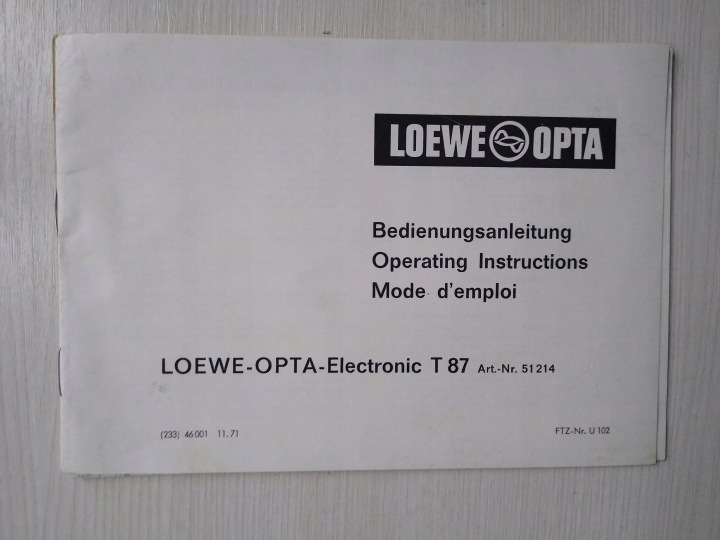 LOEWE OPTA
Bedienungsanleitung
Operating Instructions
Mode d'emploi
LOEWE-OPTA-Electronic T 87 Art.-Nr. 51214
(233) 46 001 11.71
FTZ-Nr. U 102